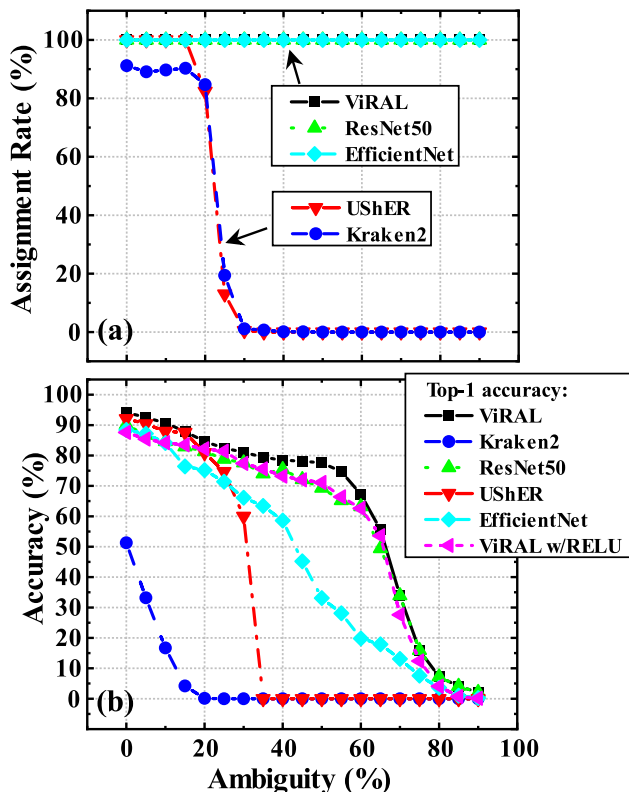 100
80
60
40
20
0
Assignment Rate (%)
(a)
ViRAL
ResNet50
EfficientNet
UShER
Kraken2
100
90
80
70
60
50
40
30
20
10
0
Accuracy (%)
(b)
Top-1 accuracy:
ViRAL
Kraken2
ResNet50
UShER
EfficientNet
ViRAL w/RELU
0 20 40 60 80 100
Ambiguity (%)